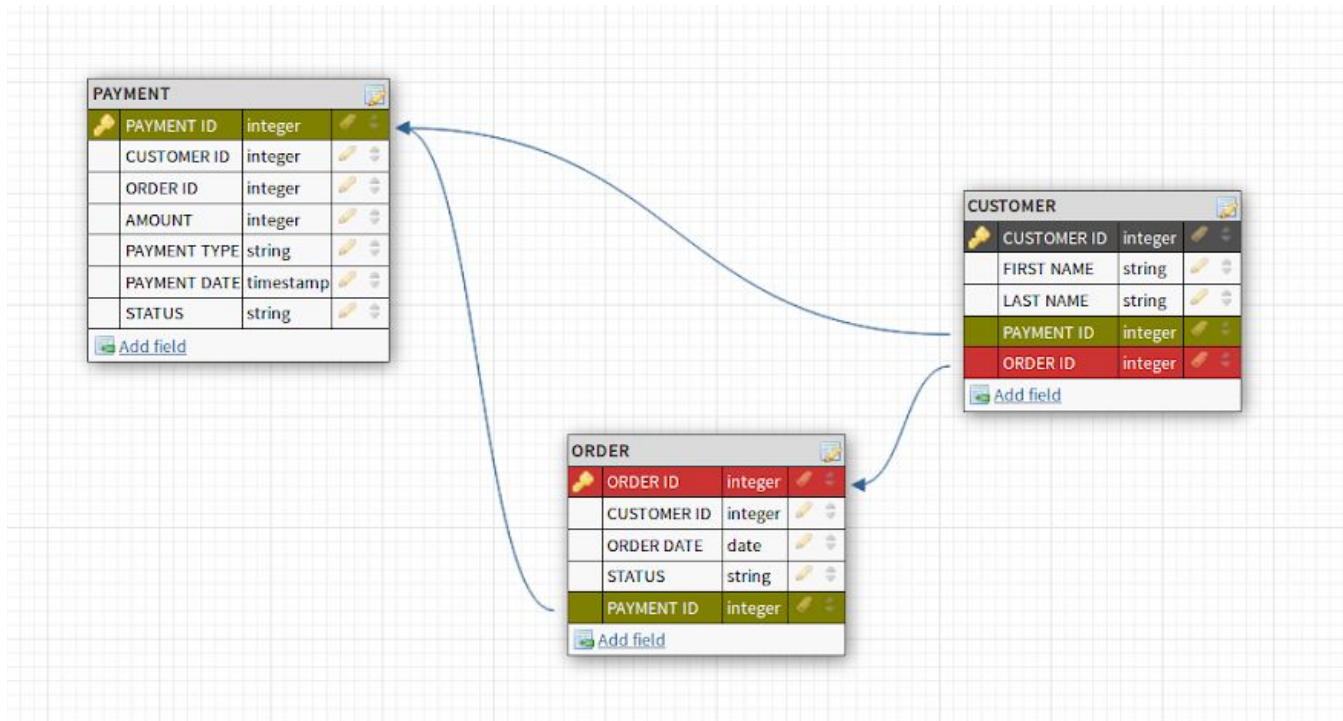 PAYMENT
PAYMENT ID integer
CUSTOMER ID integer
ORDER ID integer
AMOUNT integer
PAYMENT TYPE string
PAYMENT DATE timestamp
STATUS string
Add field
CUSTOMER
CUSTOMER ID integer
FIRST NAME string
LAST NAME string
PAYMENT ID integer
ORDER ID integer
Add field
ORDER
ORDER ID integer
CUSTOMER ID integer
ORDER DATE date
STATUS string
PAYMENT ID integer
Add field